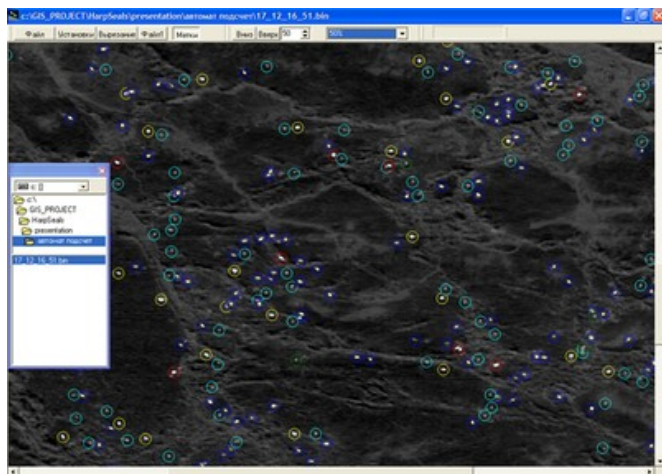 c:\GIS_PROJECT\HarpSeals\presentation\автомат подсчет\17_12_16_51.bin
Файл Установки Вырезание Файл1 Метки Вниз Вверх 50 50%
c: []
c:\
GIS_PROJECT
HarpSeals
presentation
автомат подсчет
17_12_16_51.bin